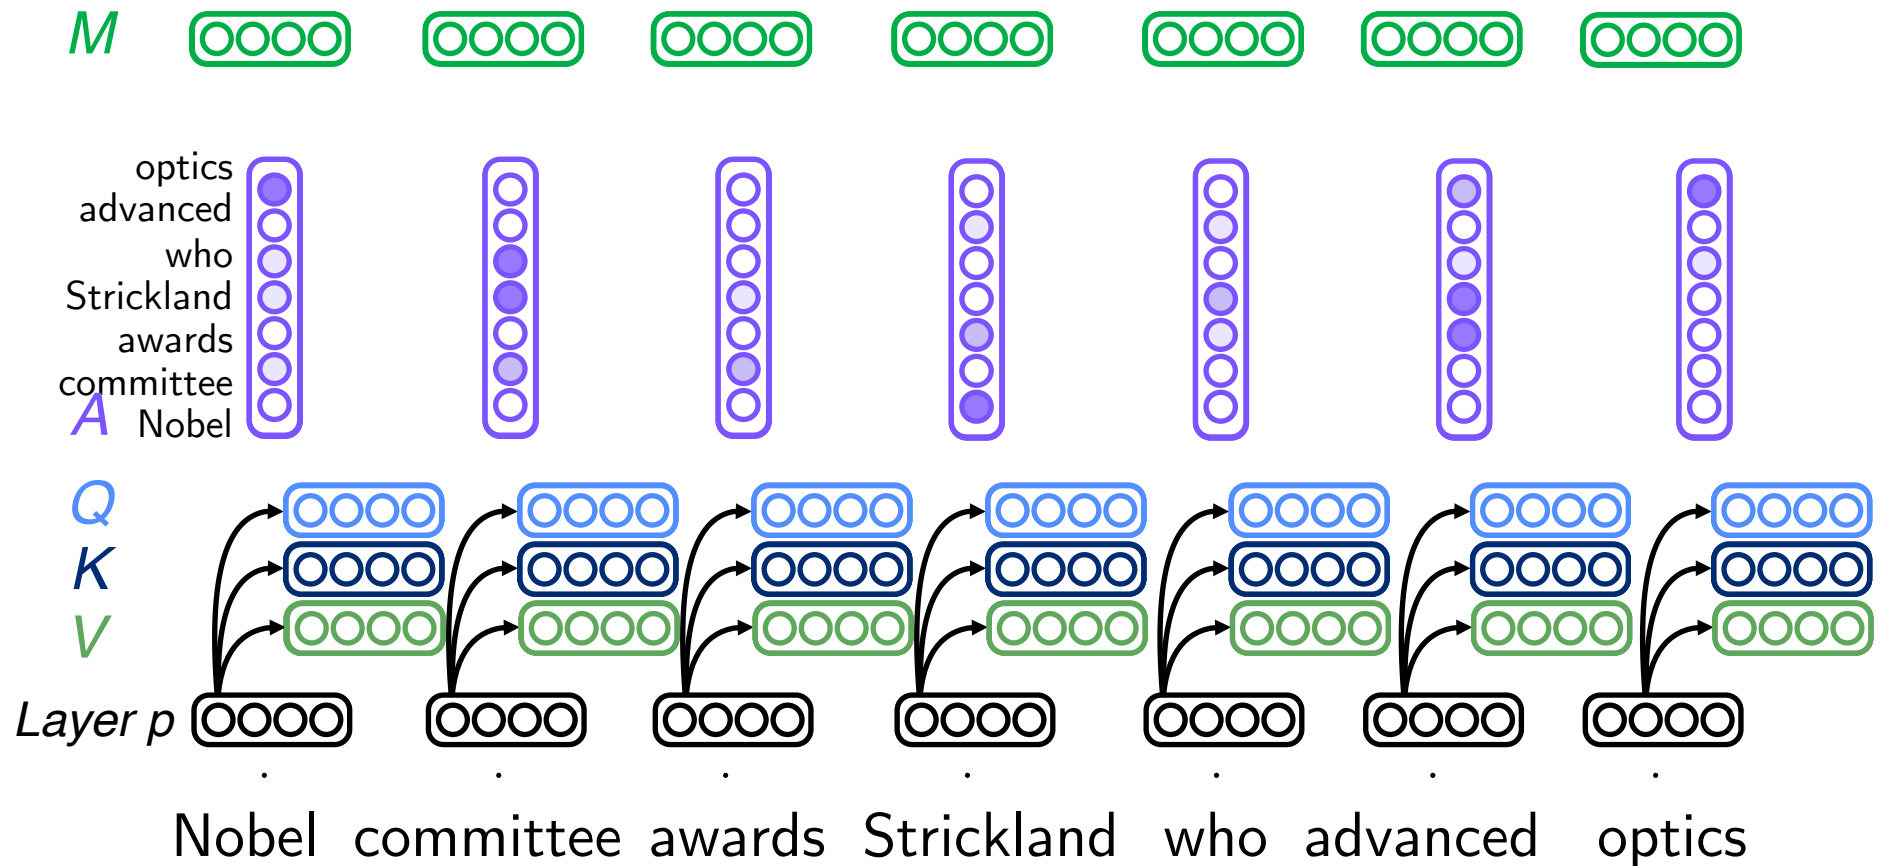 M
optics
advanced
who
Strickland
awards
committee
A Nobel
Q
K
V
Layer p
. . . . . . .
Nobel committee awards Strickland who advanced optics